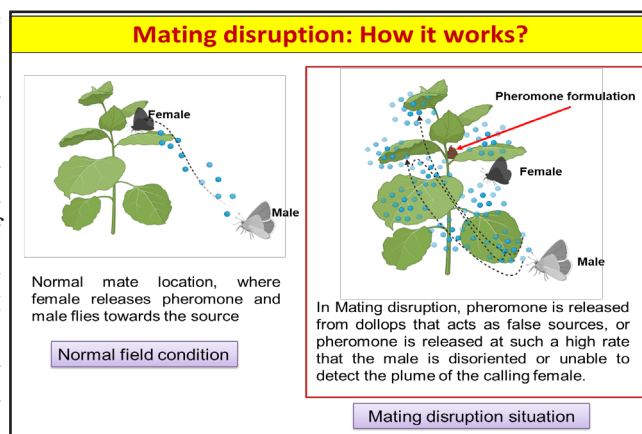 Mating disruption: How it works?
Female
Male
Normal mate location, where
female releases pheromone and
male flies towards the source
Normal field condition
Pheromone formulation
Female
Male
In Mating disruption, pheromone is released
from dollops that acts as false sources, or
pheromone is released at such a high rate
that the male is disoriented or unable to
detect the plume of the calling female.
Mating disruption situation